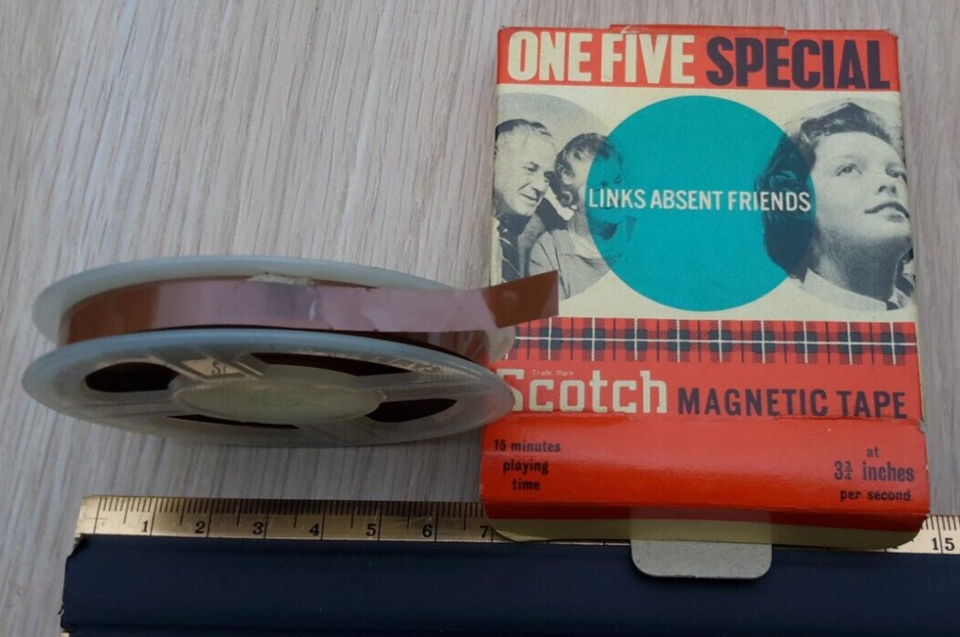 ONE FIVE SPECIAL
LINKS ABSENT FRIENDS
Trade Mark
Scotch MAGNETIC TAPE
15 minutes
playing
time
at
3¾ inches
per second
1 2 3 4 5 6 7 15